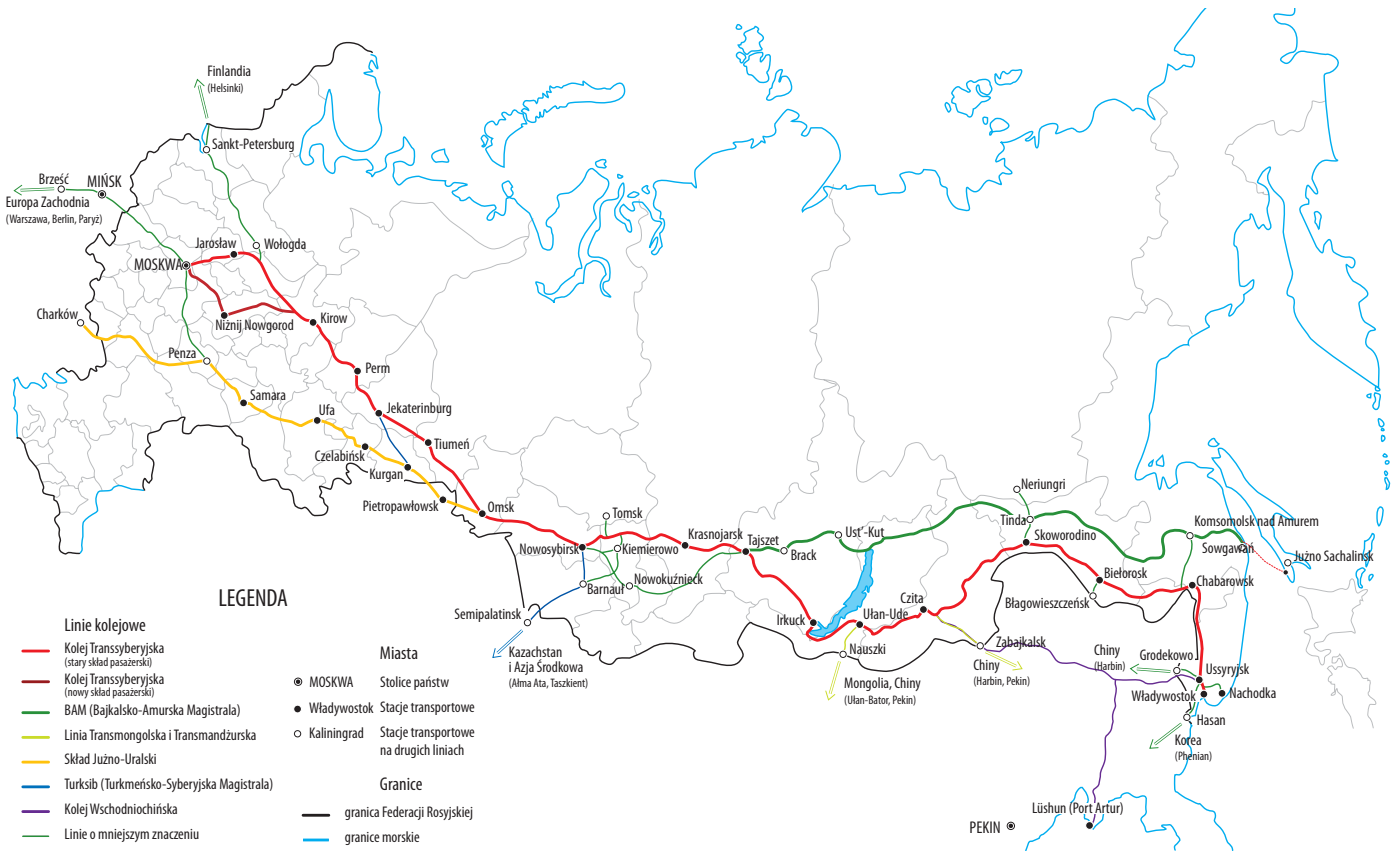 Finlandia
(Helsinki)
Sankt-Petersburg
Brześć
MIŃSK
Europa Zachodnia
(Warszawa, Berlin, Paryż)
Jarosław
Wołogda
MOSKWA
Charków
Niżnij Nowgorod
Kirow
Penza
Perm
Samara
Jekaterinburg
Ufa
Tiumeń
Czelabińsk
Kurgan
Pietropawłowsk
Omsk
Neriungri
Tomsk
Tinda
Komsomolsk nad Amurem
Krasnojarsk
Ust'-Kut
Skoworodino
Nowosybirsk
Kiemierowo
Tajszet
Brack
Sowgawań
Jużno Sachalinsk
Nowokuźnieck
Barnauł
Biełorosk
Chabarowsk
Błagowieszczeńsk
Czita
Semipalatinsk
Irkuck
Ułan-Ude
Kazachstan
i Azja Środkowa
(Ałma Ata, Taszkient)
Nauszki
Zabajkalsk
Chiny
(Harbin, Pekin)
Chiny
(Harbin)
Grodekowo
Ussyryjsk
Mongolia, Chiny
(Ułan-Bator, Pekin)
Władywostok
Nachodka
Hasan
Korea
(Phenian)
Lüshun (Port Artur)
PEKIN
LEGENDA
Linie kolejowe
Kolej Transsyberyjska
(stary skład pasażerski)
Kolej Transsyberyjska
(nowy skład pasażerski)
BAM (Bajkalsko-Amurska Magistrala)
Linia Transmongolska i Transmandżurska
Skład Jużno-Uralski
Turksib (Turkmeńsko-Syberyjska Magistrala)
Kolej Wschodniochińska
Linie o mniejszym znaczeniu
Miasta
MOSKWA Stolice państw
Władywostok Stacje transportowe
Kaliningrad Stacje transportowe
na drugich liniach
Granice
granica Federacji Rosyjskiej
granice morskie